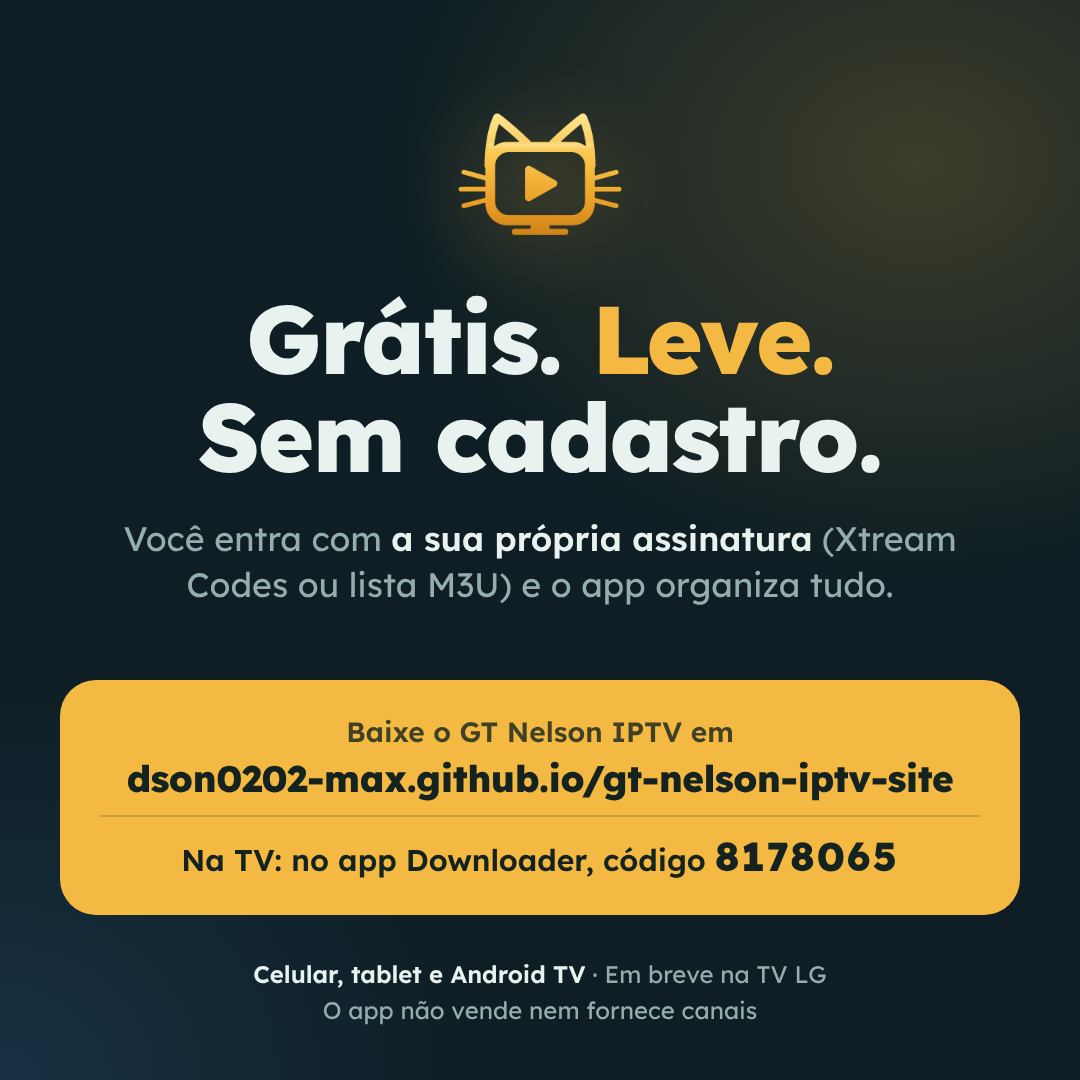 Grátis. Leve.
Sem cadastro.
Você entra com a sua própria assinatura (Xtream
Codes ou lista M3U) e o app organiza tudo.
Baixe o GT Nelson IPTV em
dson0202-max.github.io/gt-nelson-iptv-site
Na TV: no app Downloader, código 8178065
Celular, tablet e Android TV · Em breve na TV LG
O app não vende nem fornece canais